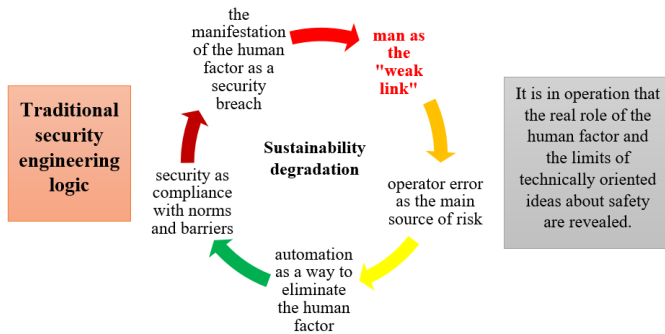 Traditional
security
engineering
logic
the
manifestation
of the human
factor as a
security
breach
man as
the
"weak
link"
operator error
as the main
source of risk
automation
as a way to
eliminate
the human
factor
security as
compliance
with norms
and barriers
Sustainability
degradation
It is in operation that
the real role of the
human factor and
the limits of
technically oriented
ideas about safety
are revealed.